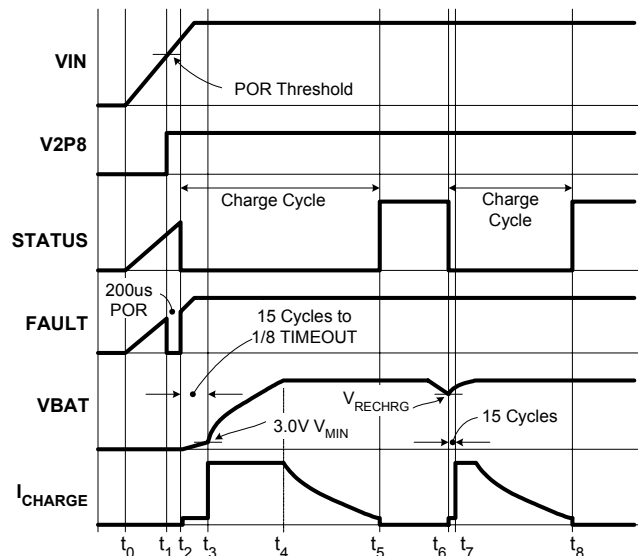 VIN
POR Threshold
V2P8
Charge Cycle
Charge
Cycle
STATUS
200us
POR
FAULT
15 Cycles to
1/8 TIMEOUT
VBAT
VRECHRG
3.0V VMIN
15 Cycles
ICHARGE
t0 t1 t2 t3 t4 t5 t6 t7 t8